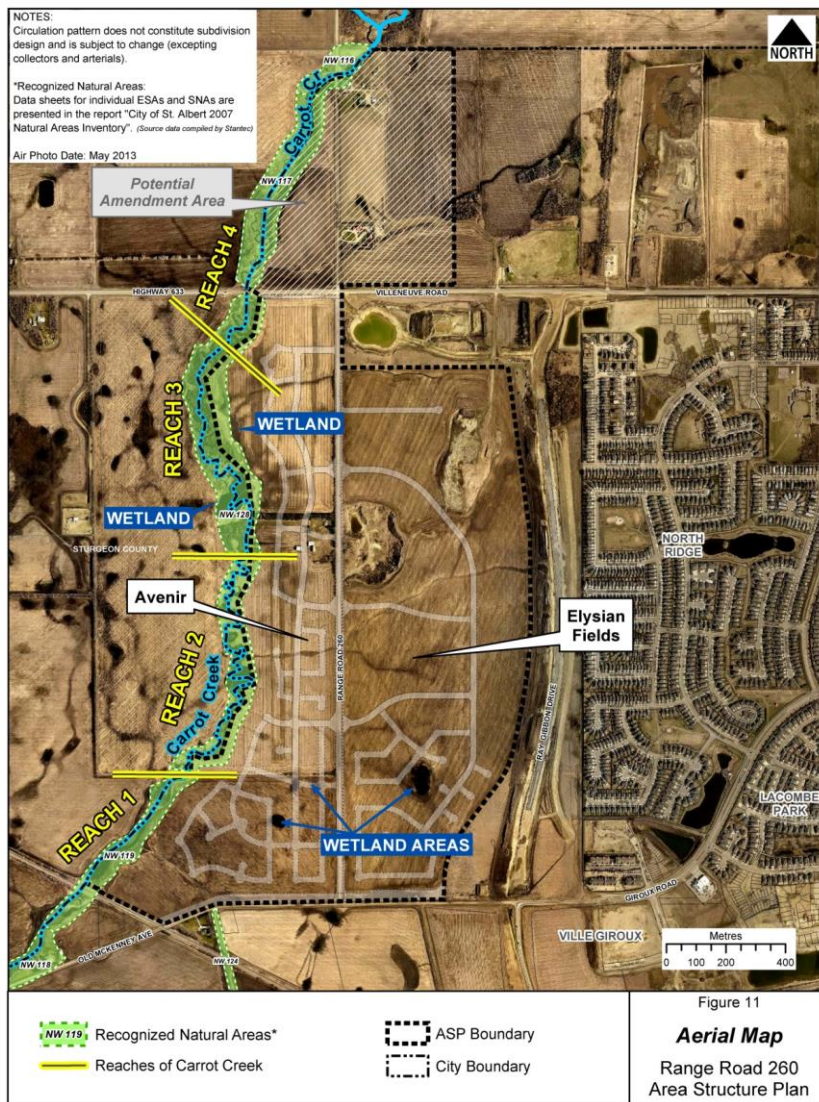 NOTES:
Circulation pattern does not constitute subdivision
design and is subject to change (excepting
collectors and arterials).
*Recognized Natural Areas:
Data sheets for individual ESAs and SNAs are
presented in the report "City of St. Albert 2007
Natural Areas Inventory". (Source data compiled by Stantec)
Air Photo Date: May 2013
NORTH
NW 116
Carrot Cr
NW 117
Potential
Amendment Area
REACH 4
HIGHWAY 633
VILLENEUVE ROAD
REACH 3
WETLAND
WETLAND
NW 128
STURGEON COUNTY
NORTH
RIDGE
Avenir
Elysian
Fields
RANGE ROAD 260
REACH 2
Carrot Creek
RAY GIBBON DRIVE
REACH 1
LACOMBE
PARK
WETLAND AREAS
NW 119
GIROUX ROAD
OLD MCKENNEY AVE
VILLE GIROUX
NW 118
NW 124
Metres
100 0 200 400
Figure 11
NW 119 Recognized Natural Areas*
Reaches of Carrot Creek
ASP Boundary
City Boundary
Aerial Map
Range Road 260
Area Structure Plan